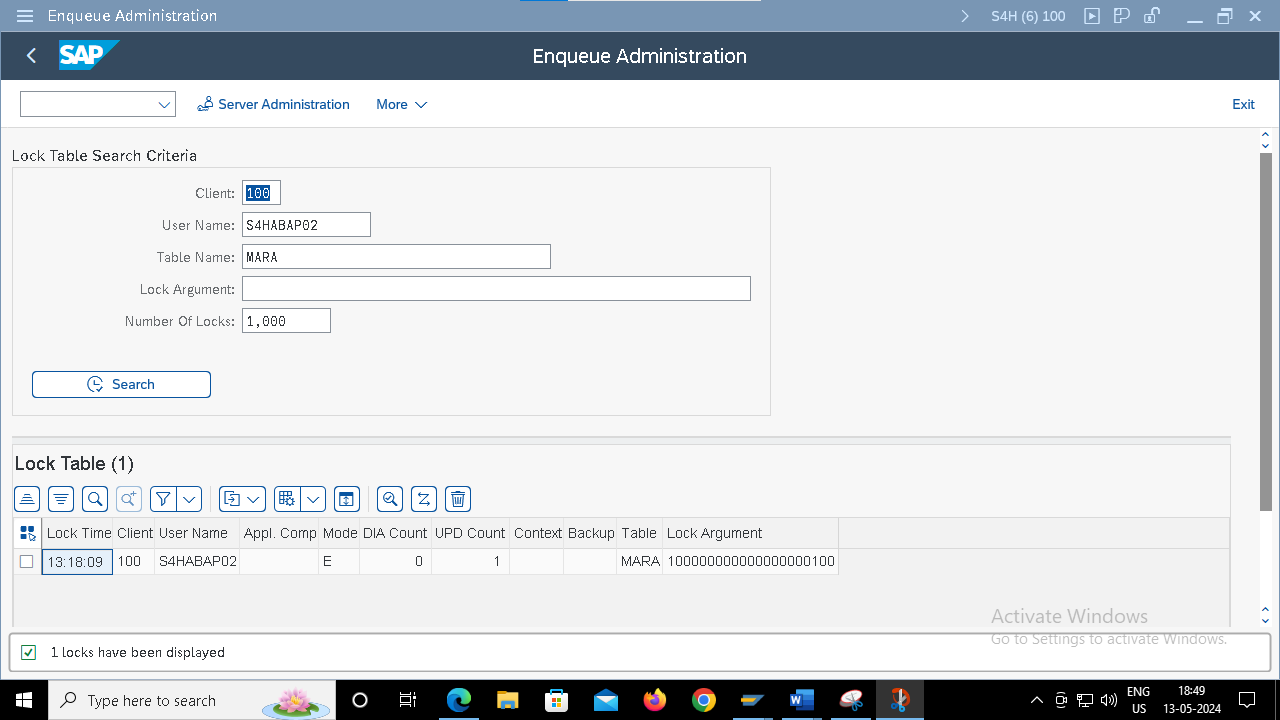 Enqueue Administration
S4H (6) 100
SAP
Enqueue Administration
Server Administration
More
Exit
Lock Table Search Criteria
Client: 100
User Name: S4HABAP02
Table Name: MARA
Lock Argument:
Number Of Locks: 1,000
Search
Lock Table (1)
Lock Time Client User Name Appl. Comp Mode DIA Count UPD Count Context Backup Table Lock Argument
13:18:09 100 S4HABAP02 E 0 1 MARA 100000000000000000100
Activate Windows
Go to Settings to activate Windows.
1 locks have been displayed
Type here to search
ENG
US
18:49
13-05-2024